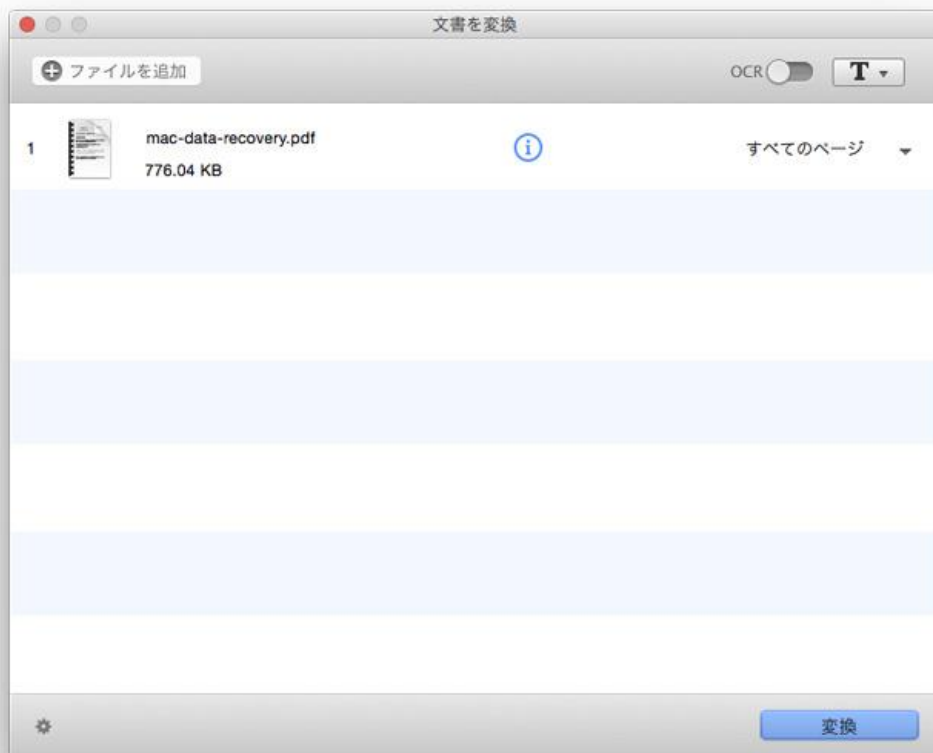 文書を変換
ファイルを追加
OCR
T
1
mac-data-recovery.pdf
776.04 KB
すべてのページ
変換